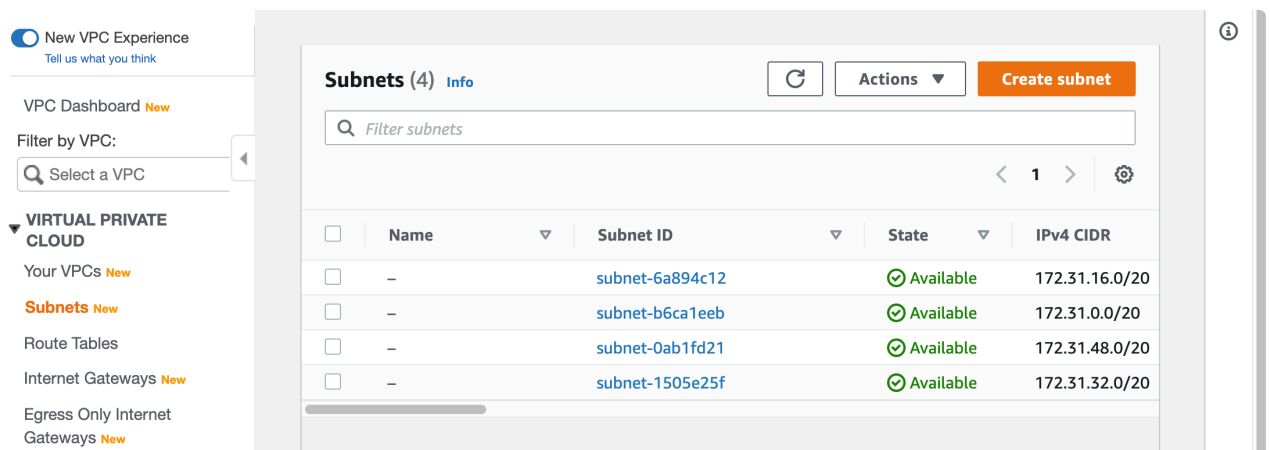 New VPC Experience
Tell us what you think
VPC Dashboard New
Filter by VPC:
Select a VPC
VIRTUAL PRIVATE
CLOUD
Your VPCs New
Subnets New
Route Tables
Internet Gateways New
Egress Only Internet
Gateways New
Subnets (4) Info
Actions
Create subnet
Filter subnets
1
Name Subnet ID State IPv4 CIDR
– subnet-6a894c12 Available 172.31.16.0/20
– subnet-b6ca1eeb Available 172.31.0.0/20
– subnet-0ab1fd21 Available 172.31.48.0/20
– subnet-1505e25f Available 172.31.32.0/20